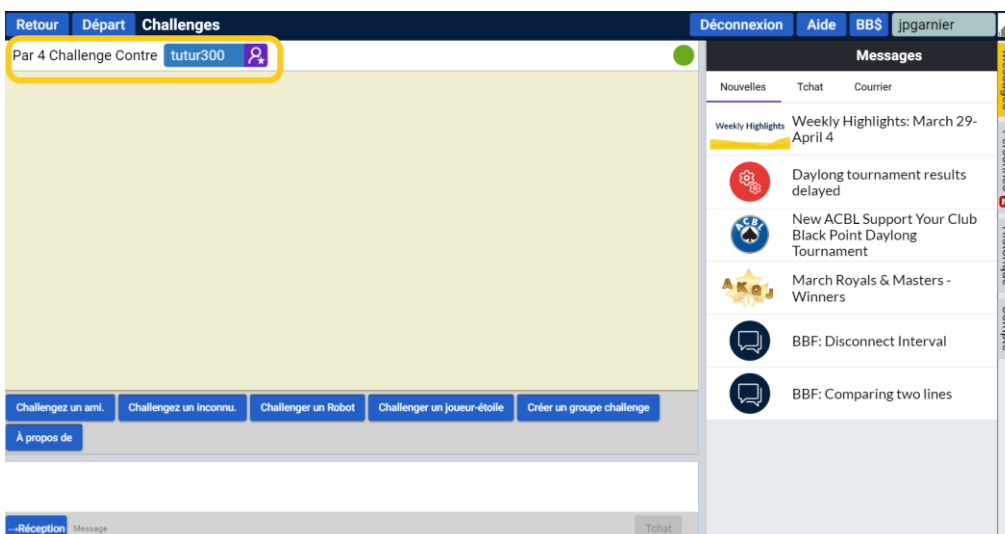 Retour Départ Challenges Déconnexion Aide BB$ jpgarnier
Par 4 Challenge Contre tutur300
Messages
Nouvelles Tchat Courrier
Weekly Highlights
Weekly Highlights: March 29-
April 4
Daylong tournament results
delayed
ACBL
New ACBL Support Your Club
Black Point Daylong
Tournament
A K Q J
March Royals & Masters -
Winners
BBF: Disconnect Interval
BBF: Comparing two lines
Challengez un ami. Challengez un inconnu. Challenger un Robot Challenger un joueur-étoile Créer un groupe challenge
À propos de
→Réception Message Tchat